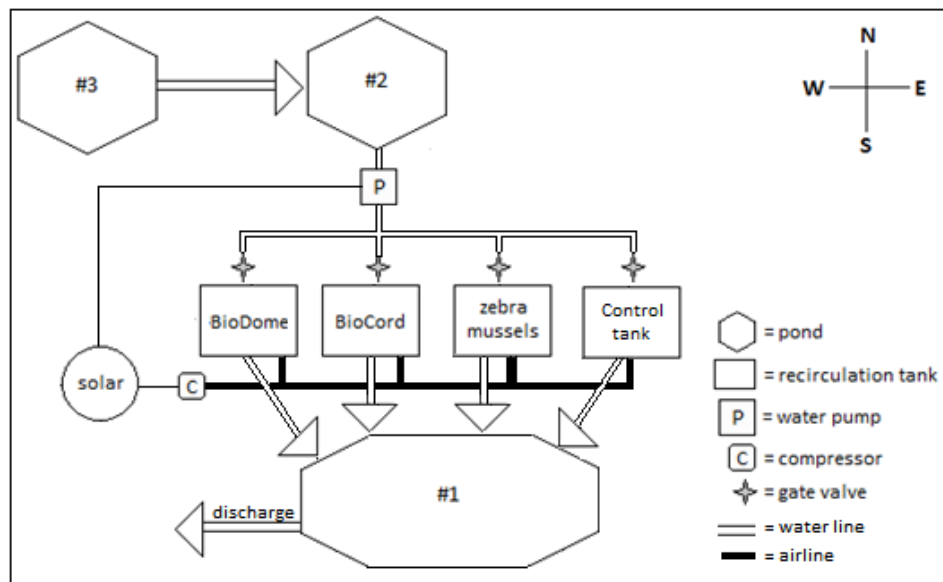 #3
#2
N
W
E
S
P
BioDome
BioCord
zebra
mussels
Control
tank
solar
C
#1
discharge
= pond
= recirculation tank
P = water pump
C = compressor
= gate valve
= water line
= airline